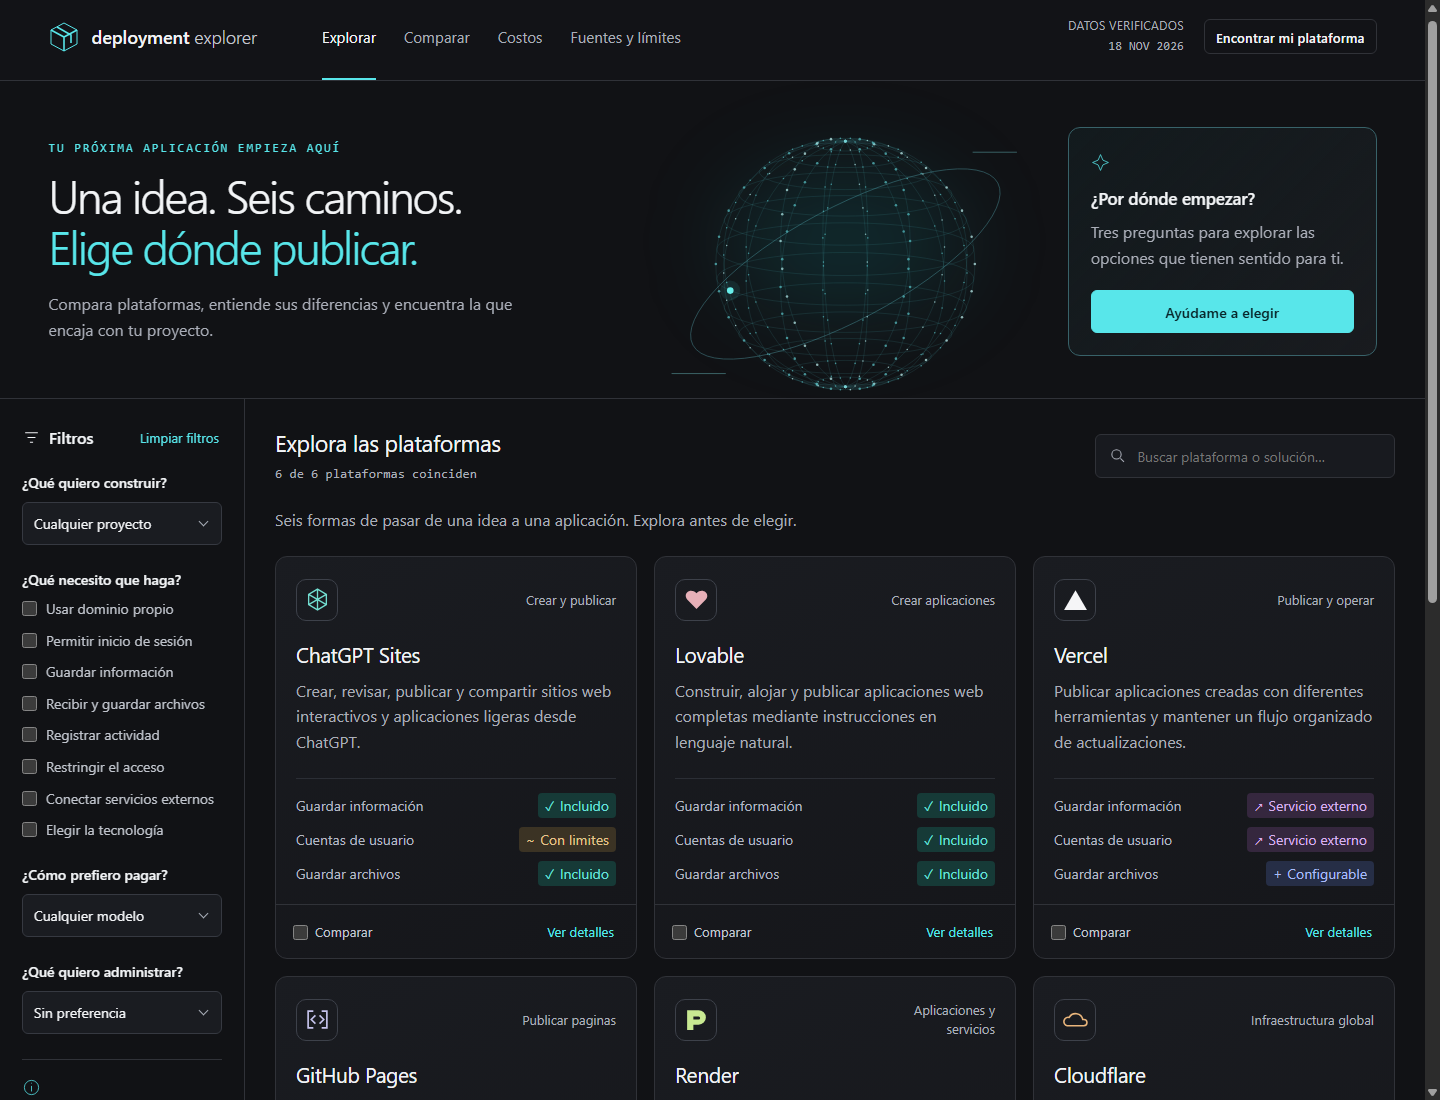 deployment explorer
Explorar
Comparar
Costos
Fuentes y límites
DATOS VERIFICADOS
18 NOV 2026
Encontrar mi plataforma
TU PRÓXIMA APLICACIÓN EMPIEZA AQUÍ
Una idea. Seis caminos.
Elige dónde publicar.
Compara plataformas, entiende sus diferencias y encuentra la que
encaja con tu proyecto.
¿Por dónde empezar?
Tres preguntas para explorar las
opciones que tienen sentido para ti.
Ayúdame a elegir
Filtros
Limpiar filtros
¿Qué quiero construir?
Cualquier proyecto
¿Qué necesito que haga?
Usar dominio propio
Permitir inicio de sesión
Guardar información
Recibir y guardar archivos
Registrar actividad
Restringir el acceso
Conectar servicios externos
Elegir la tecnología
¿Cómo prefiero pagar?
Cualquier modelo
¿Qué quiero administrar?
Sin preferencia
Explora las plataformas
6 de 6 plataformas coinciden
Buscar plataforma o solución...
Seis formas de pasar de una idea a una aplicación. Explora antes de elegir.
Crear y publicar
ChatGPT Sites
Crear, revisar, publicar y compartir sitios web
interactivos y aplicaciones ligeras desde
ChatGPT.
Guardar información
✓ Incluido
Cuentas de usuario
~ Con limites
Guardar archivos
✓ Incluido
Comparar
Ver detalles
Crear aplicaciones
Lovable
Construir, alojar y publicar aplicaciones web
completas mediante instrucciones en
lenguaje natural.
Guardar información
✓ Incluido
Cuentas de usuario
✓ Incluido
Guardar archivos
✓ Incluido
Comparar
Ver detalles
Publicar y operar
Vercel
Publicar aplicaciones creadas con diferentes
herramientas y mantener un flujo organizado
de actualizaciones.
Guardar información
↗ Servicio externo
Cuentas de usuario
↗ Servicio externo
Guardar archivos
+ Configurable
Comparar
Ver detalles
Publicar paginas
GitHub Pages
Aplicaciones y
servicios
Render
Infraestructura global
Cloudflare